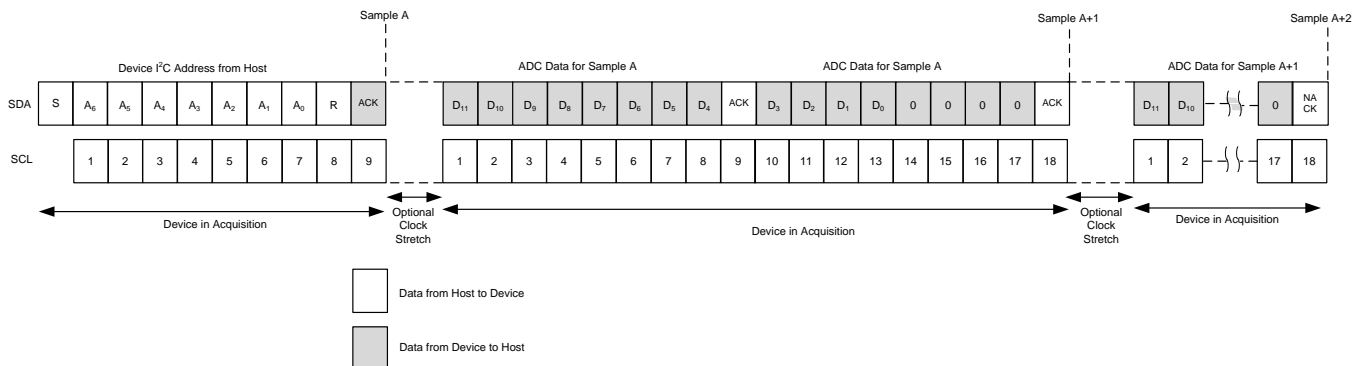 Sample A
Sample A+1
Sample A+2
Device I²C Address from Host
ADC Data for Sample A
ADC Data for Sample A
ADC Data for Sample A+1
SDA S A₆ A₅ A₄ A₃ A₂ A₁ A₀ R ACK D₁₁ D₁₀ D₉ D₈ D₇ D₆ D₅ D₄ ACK D₃ D₂ D₁ D₀ 0 0 0 0 ACK D₁₁ D₁₀ 0 NA
CK
SCL 1 2 3 4 5 6 7 8 9 1 2 3 4 5 6 7 8 9 10 11 12 13 14 15 16 17 18 1 2 17 18
Device in Acquisition
Optional
Clock
Stretch
Device in Acquisition
Optional
Clock
Stretch
Device in Acquisition
Data from Host to Device
Data from Device to Host